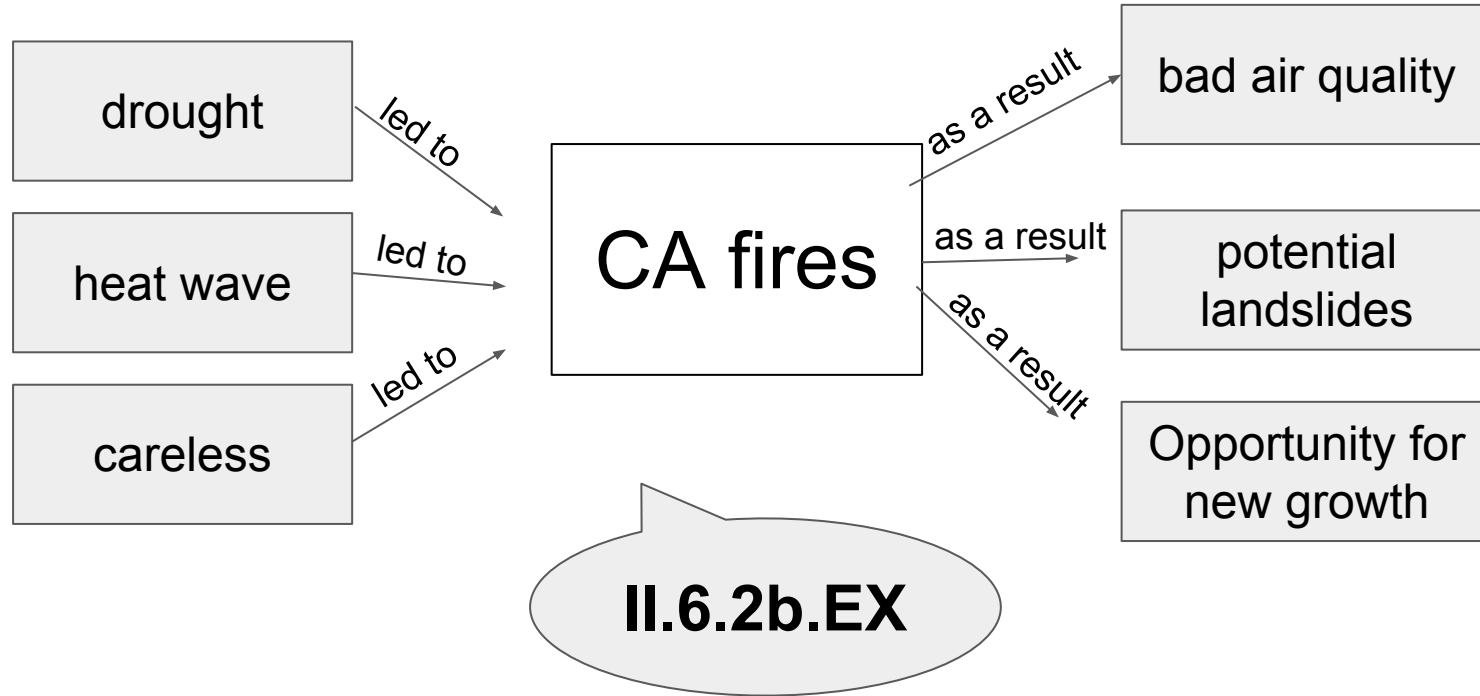 drought
led to
heat wave
led to
careless
led to
CA fires
as a result
bad air quality
as a result
potential
landslides
as a result
Opportunity for
new growth
II.6.2b.EX